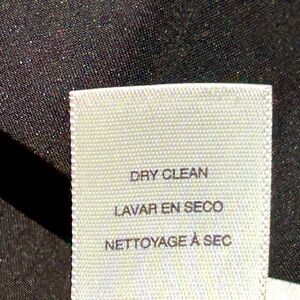 DRY CLEAN
LAVAR EN SECO
NETTOYAGE À SEC